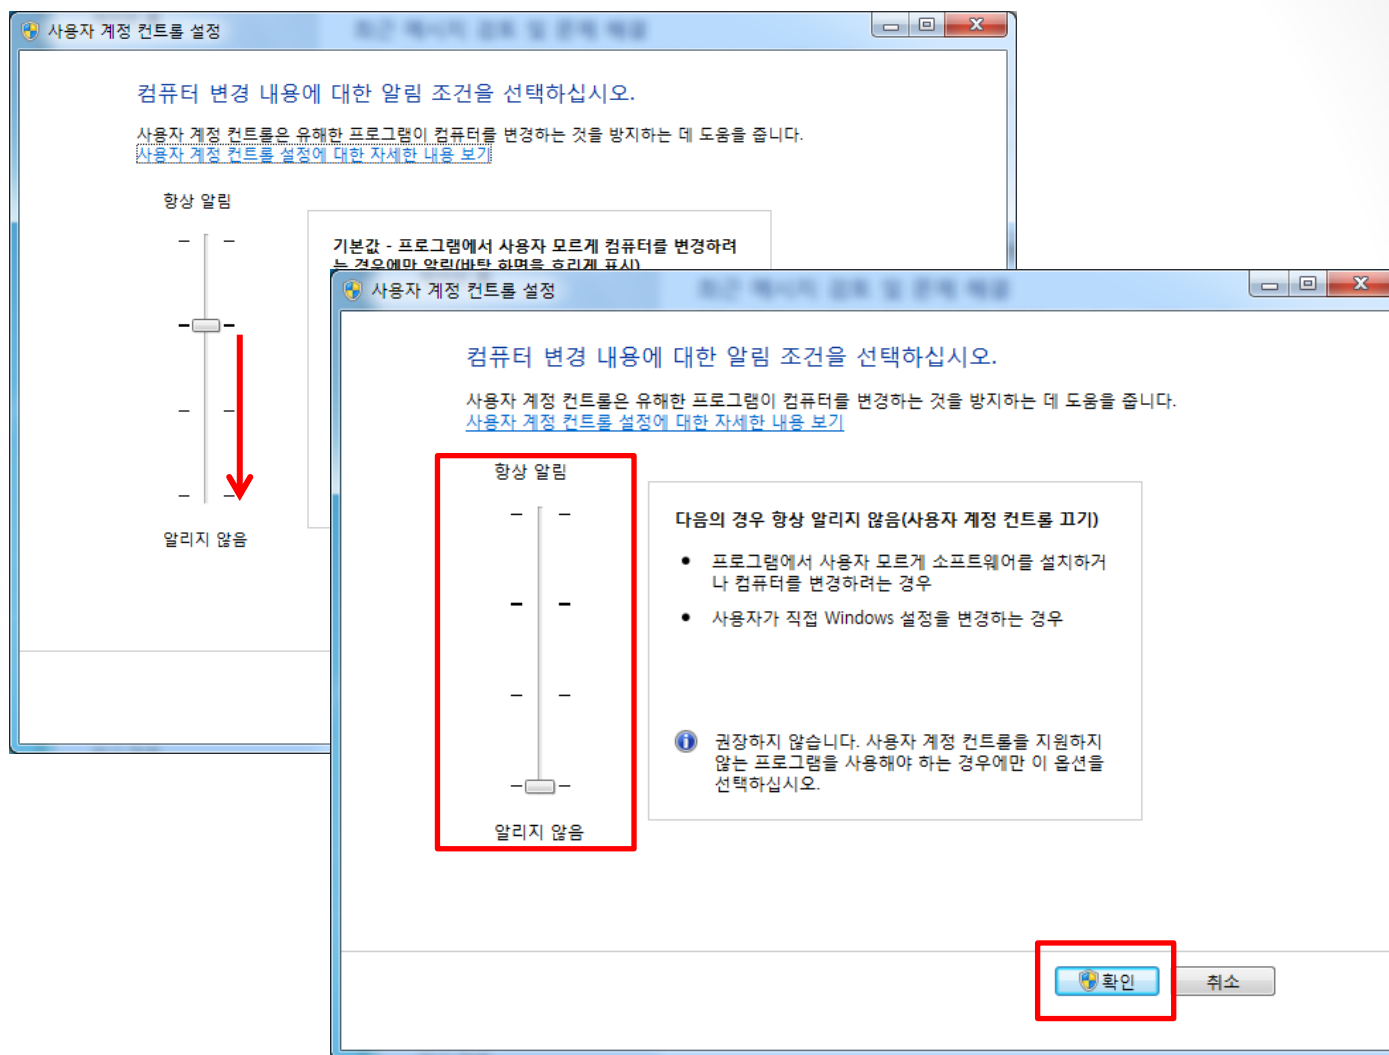 사용자 계정 컨트롤 설정
컴퓨터 변경 내용에 대한 알림 조건을 선택하십시오.
사용자 계정 컨트롤은 유해한 프로그램이 컴퓨터를 변경하는 것을 방지하는 데 도움을 줍니다.
사용자 계정 컨트롤 설정에 대한 자세한 내용 보기
항상 알림
기본값 - 프로그램에서 사용자 모르게 컴퓨터를 변경하려
는 경우에만 알림(바탕 화면을 흐리게 표시)
알리지 않음
사용자 계정 컨트롤 설정
컴퓨터 변경 내용에 대한 알림 조건을 선택하십시오.
사용자 계정 컨트롤은 유해한 프로그램이 컴퓨터를 변경하는 것을 방지하는 데 도움을 줍니다.
사용자 계정 컨트롤 설정에 대한 자세한 내용 보기
항상 알림
다음의 경우 항상 알리지 않음(사용자 계정 컨트롤 끄기)
프로그램에서 사용자 모르게 소프트웨어를 설치하거
나 컴퓨터를 변경하려는 경우
사용자가 직접 Windows 설정을 변경하는 경우
권장하지 않습니다. 사용자 계정 컨트롤을 지원하지
않는 프로그램을 사용해야 하는 경우에만 이 옵션을
선택하십시오.
알리지 않음
확인
취소